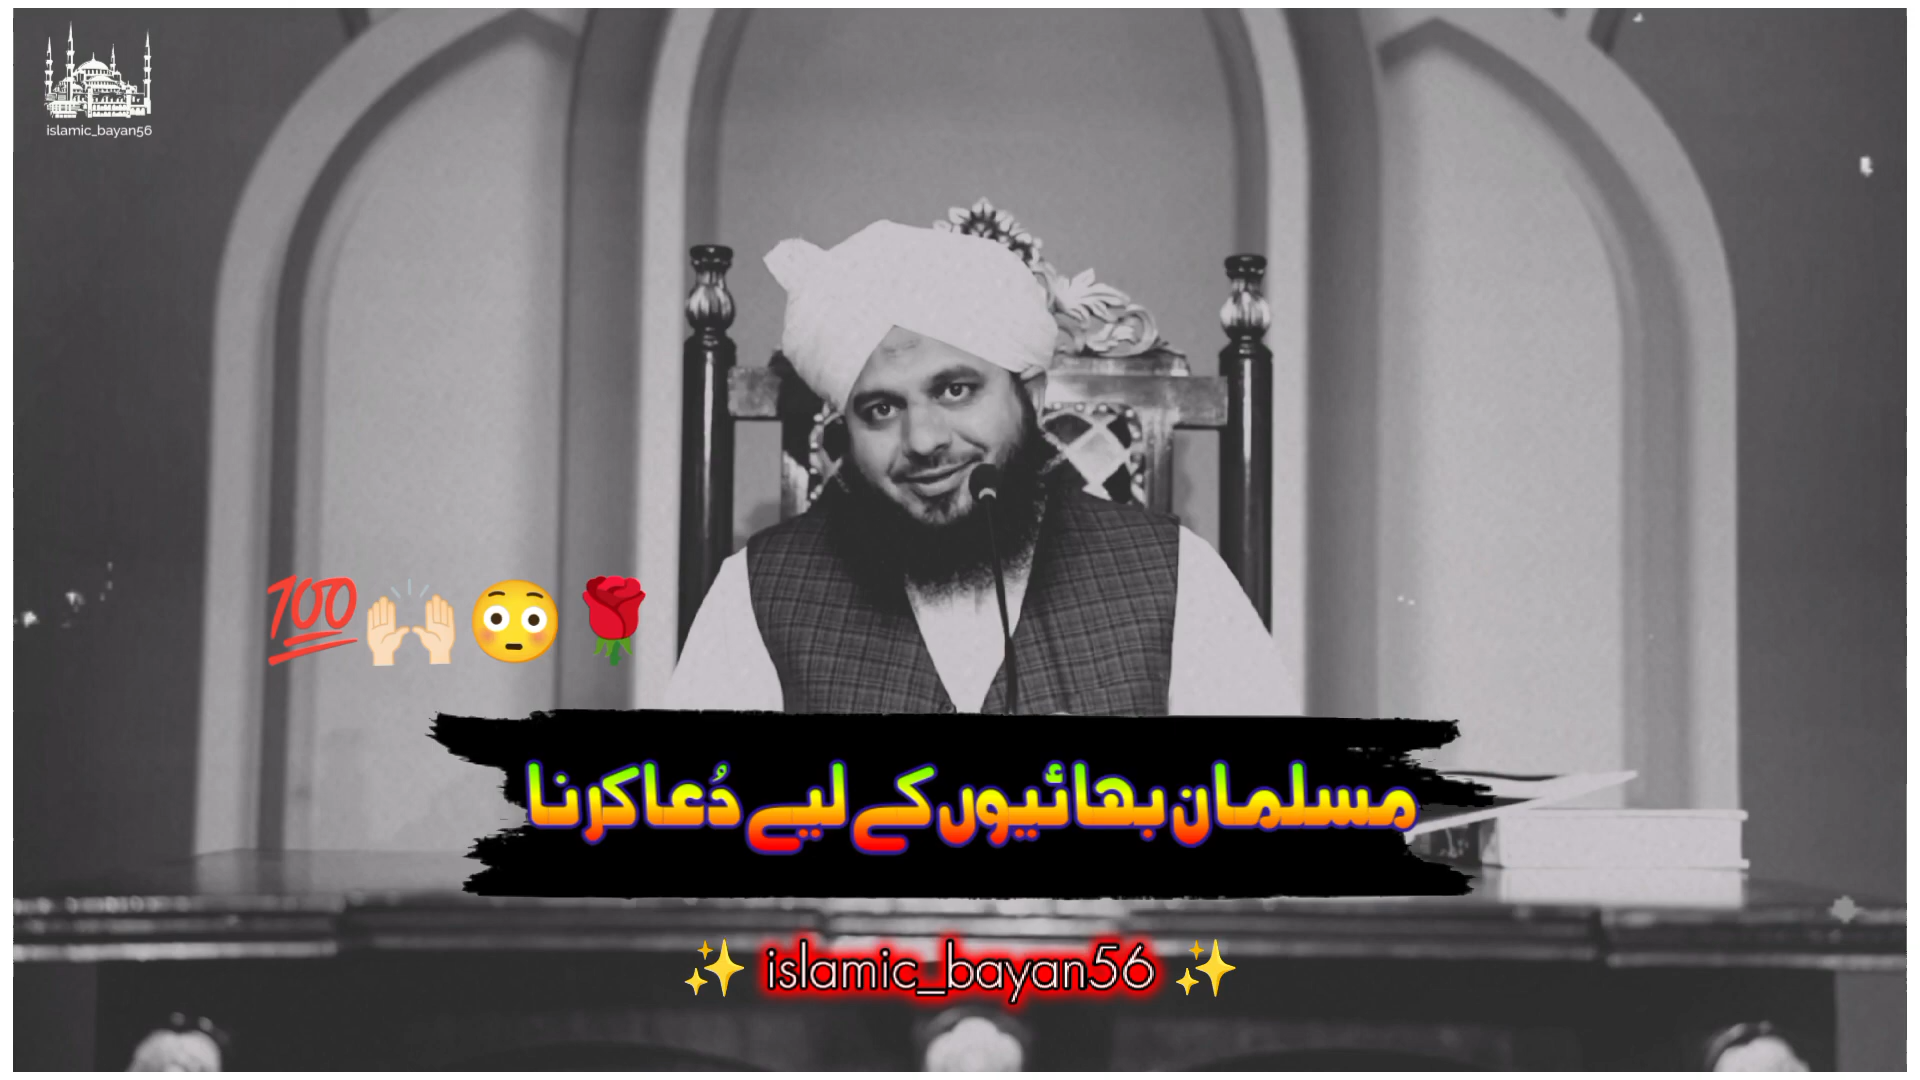 islamic_bayan56
💯🙌🏻😳🌹
مسلمان بھائیوں کے لیے دُعا کرنا
✨ islamic_bayan56 ✨